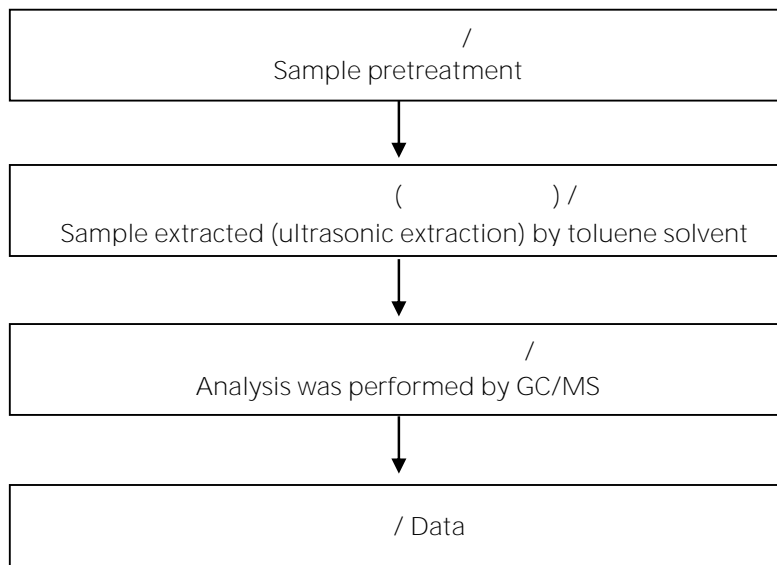 /
Sample pretreatment
( ) /
Sample extracted (ultrasonic extraction) by toluene solvent
/
Analysis was performed by GC/MS
/ Data